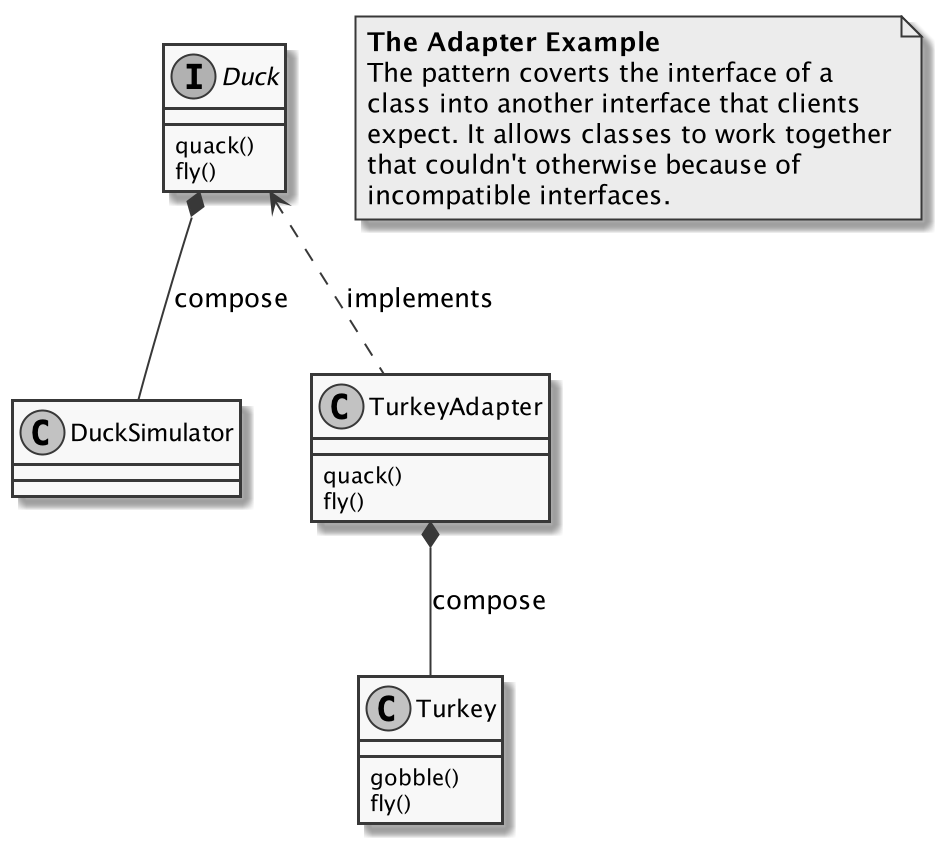 I Duck
quack()
fly()
The Adapter Example
The pattern coverts the interface of a
class into another interface that clients
expect. It allows classes to work together
that couldn't otherwise because of
incompatible interfaces.
compose
implements
C DuckSimulator
C TurkeyAdapter
quack()
fly()
compose
C Turkey
gobble()
fly()